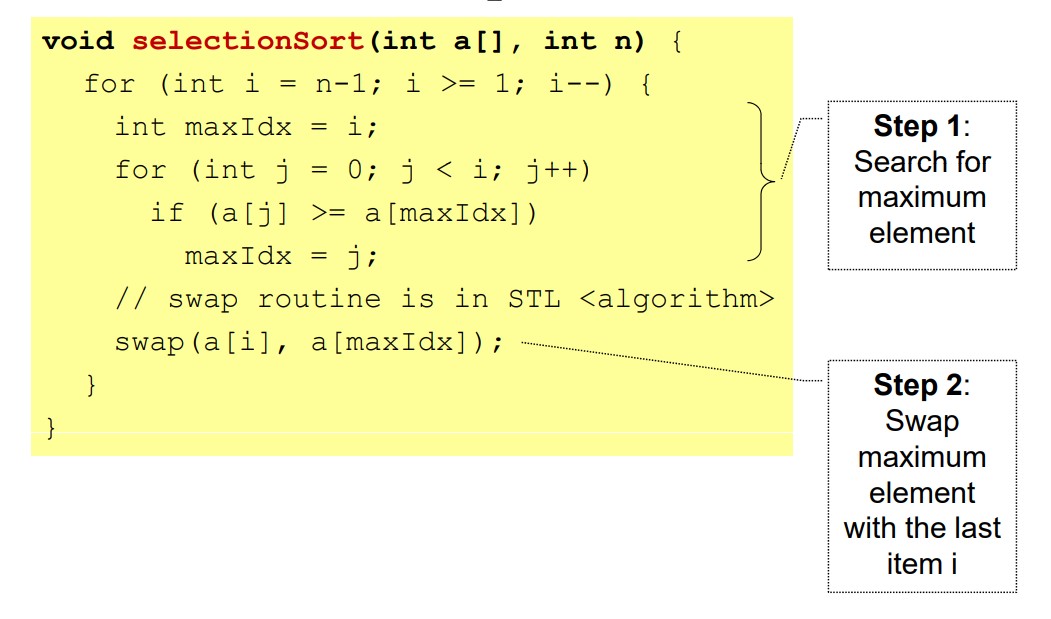 void selectionSort(int a[], int n) {
for (int i = n-1; i >= 1; i--) {
int maxIdx = i;
for (int j = 0; j < i; j++)
if (a[j] >= a[maxIdx])
maxIdx = j;
// swap routine is in STL <algorithm>
swap(a[i], a[maxIdx]);
}
}
Step 1:
Search for
maximum
element
Step 2:
Swap
maximum
element
with the last
item i